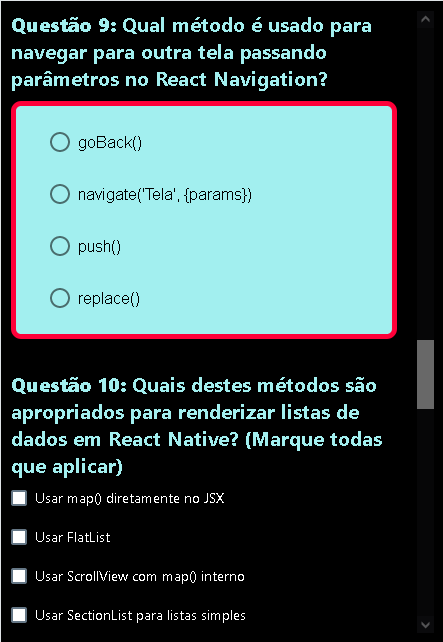 Questão 9: Qual método é usado para
navegar para outra tela passando
parâmetros no React Navigation?
goBack()
navigate('Tela', {params})
push()
replace()
Questão 10: Quais destes métodos são
apropriados para renderizar listas de
dados em React Native? (Marque todas
que aplicar)
Usar map() diretamente no JSX
Usar FlatList
Usar ScrollView com map() interno
Usar SectionList para listas simples